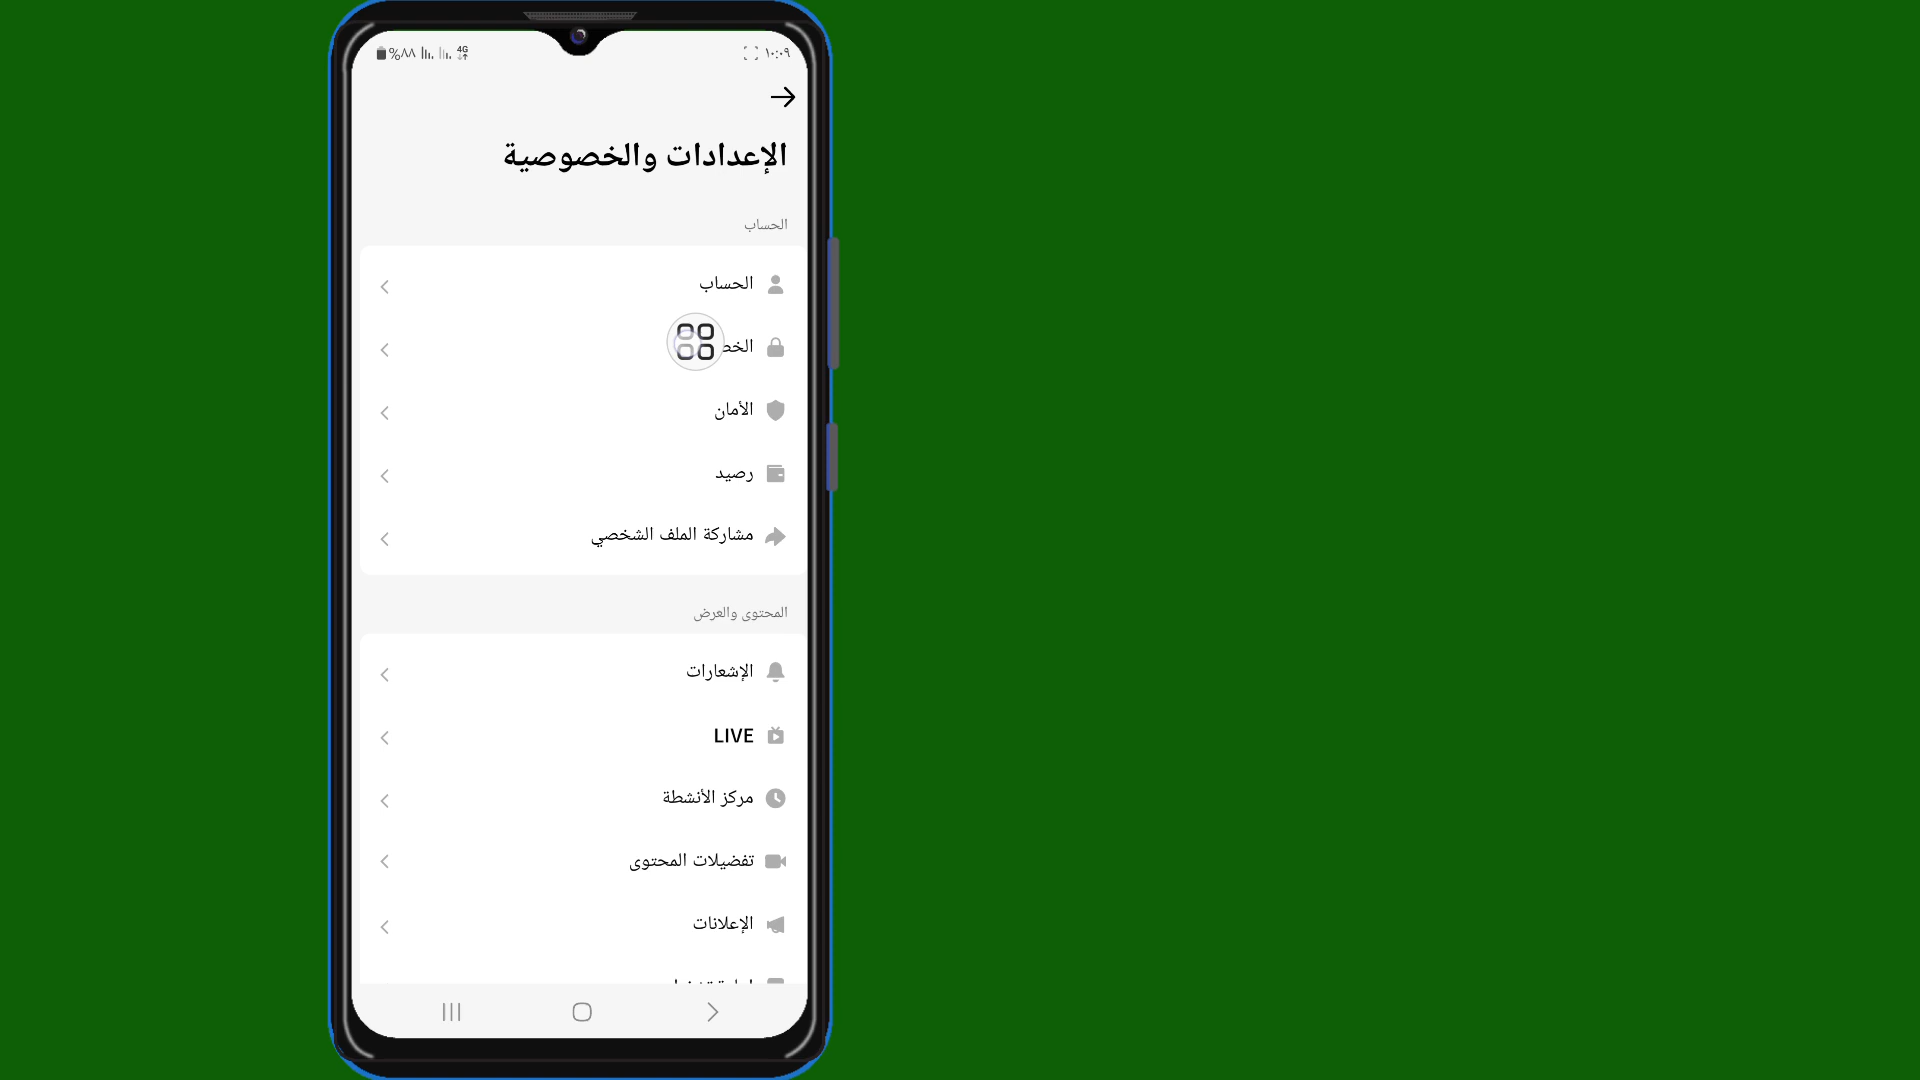 ١٠:٠٩
4G
%٨٨
الإعدادات والخصوصية
الحساب
الحساب
الأمان
رصيد
مشاركة الملف الشخصي
المحتوى والعرض
الإشعارات
LIVE
مركز الأنشطة
تفضيلات المحتوى
الإعلانات